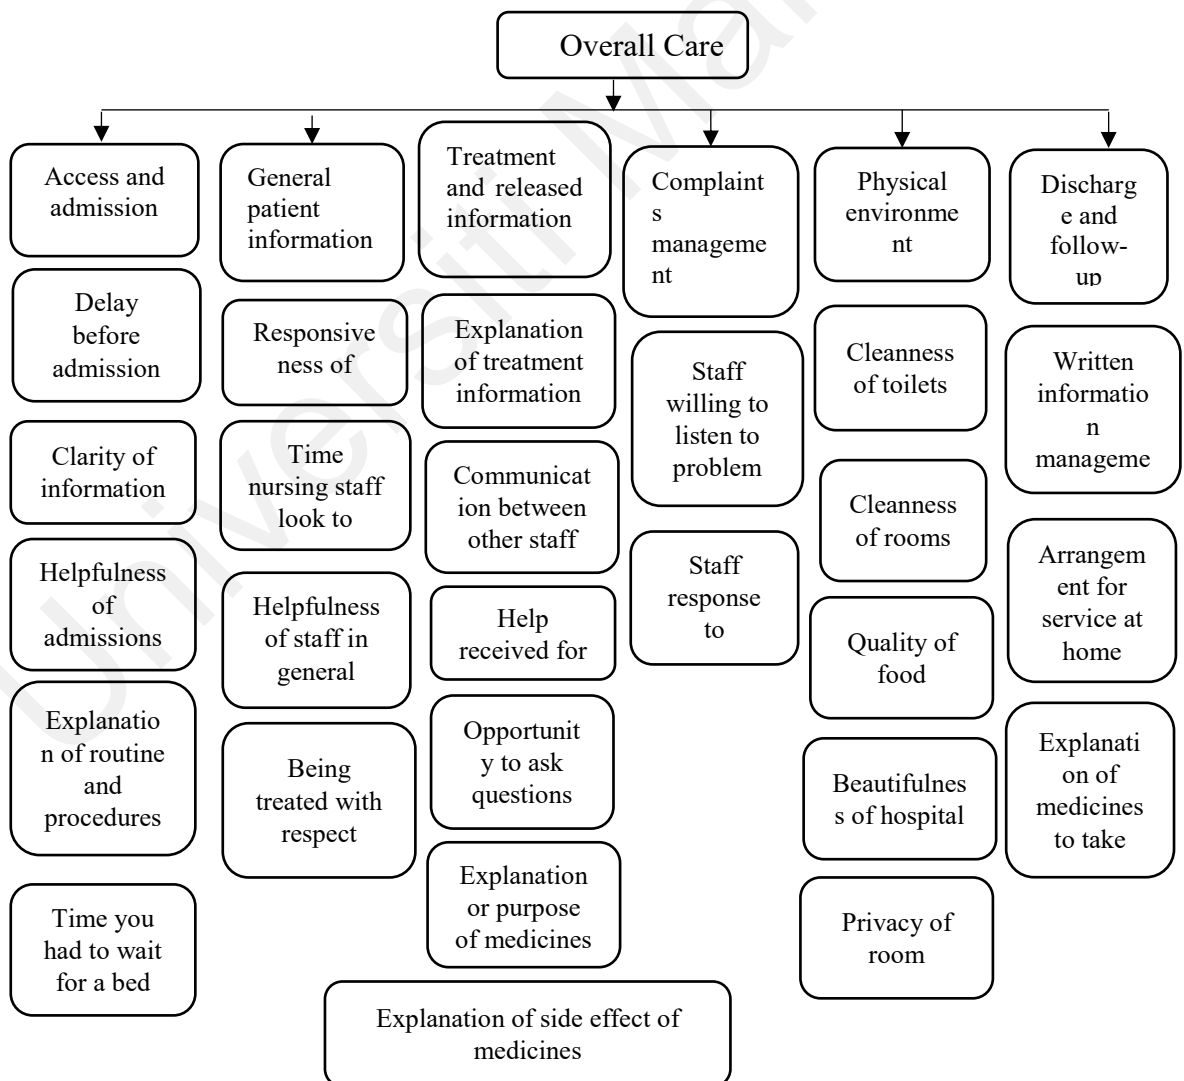 Overall Care
Access and
admission
Delay
before
admission
Clarity of
information
Helpfulness
of
admissions
Explanatio
n of routine
and
procedures
Time you
had to wait
for a bed
General
patient
information
Responsive
ness of
Time
nursing staff
look to
Helpfulness
of staff in
general
Being
treated with
respect
Treatment
and released
information
Explanation
of treatment
information
Communicat
ion between
other staff
Help
received for
Opportunit
y to ask
questions
Explanation
or purpose
of medicines
Explanation of side effect of
medicines
Complaint
s
manageme
nt
Staff
willing to
listen to
problem
Staff
response
to
Physical
environme
nt
Cleanness
of toilets
Cleanness
of rooms
Quality of
food
Beautifulnes
s of hospital
Privacy of
room
Discharg
e and
follow-
up
Written
informatio
n
manageme
Arrangem
ent for
service at
home
Explanati
on of
medicines
to take
Universiti